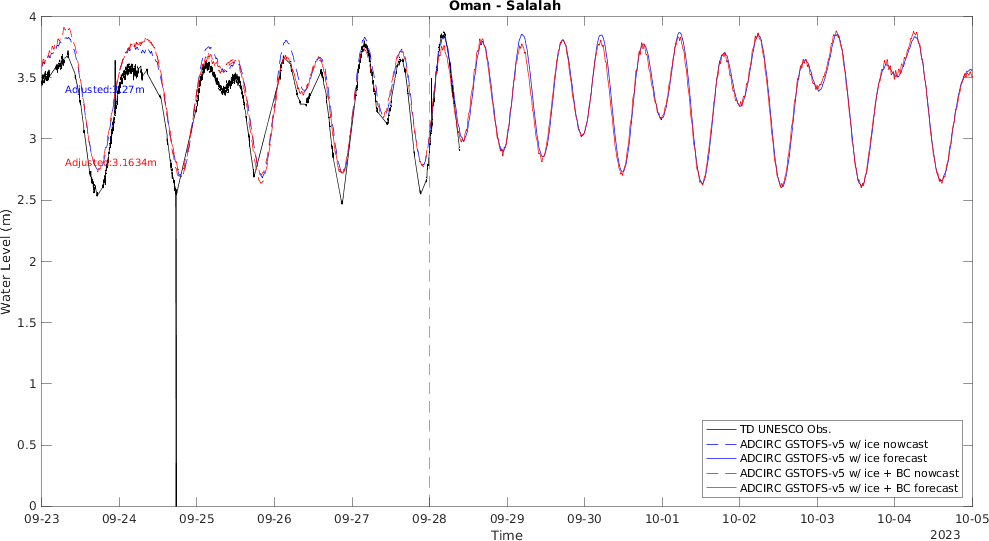 Oman - Salalah
4
3.5
3
2.5
2
1.5
1
0.5
0
Water Level (m)
Adjusted:3.1634m
TD UNESCO Obs.
ADCIRC GSTOFS-v5 w/ ice nowcast
ADCIRC GSTOFS-v5 w/ ice forecast
ADCIRC GSTOFS-v5 w/ ice + BC nowcast
ADCIRC GSTOFS-v5 w/ ice + BC forecast
09-23 09-24 09-25 09-26 09-27 09-28 09-29 09-30 10-01 10-02 10-03 10-04 10-05
Time
2023